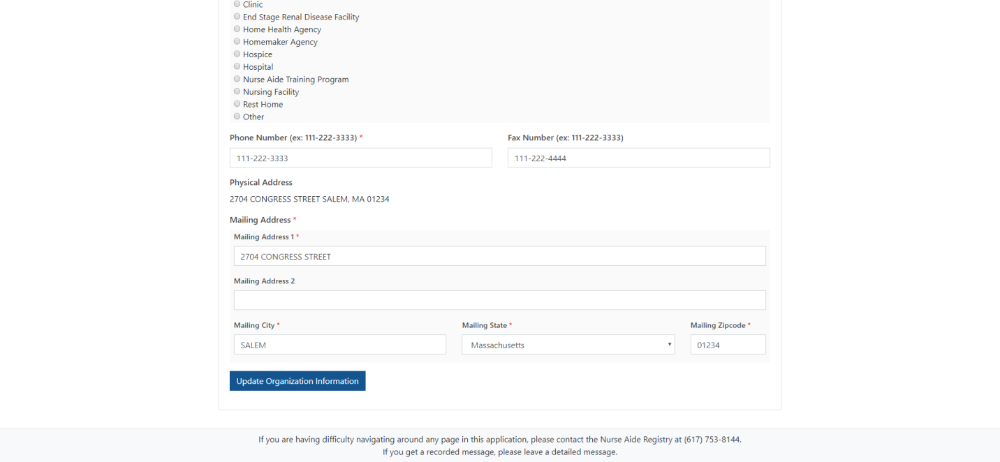 Clinic
End Stage Renal Disease Facility
Home Health Agency
Homemaker Agency
Hospice
Hospital
Nurse Aide Training Program
Nursing Facility
Rest Home
Other
Phone Number (ex: 111-222-3333) *
Fax Number (ex: 111-222-3333)
111-222-3333
111-222-4444
Physical Address
2704 CONGRESS STREET SALEM, MA 01234
Mailing Address *
Mailing Address 1 *
2704 CONGRESS STREET
Mailing Address 2
Mailing City *
Mailing State *
Mailing Zipcode *
SALEM
Massachusetts
01234
Update Organization Information
If you are having difficulty navigating around any page in this application, please contact the Nurse Aide Registry at (617) 753-8144.
If you get a recorded message, please leave a detailed message.